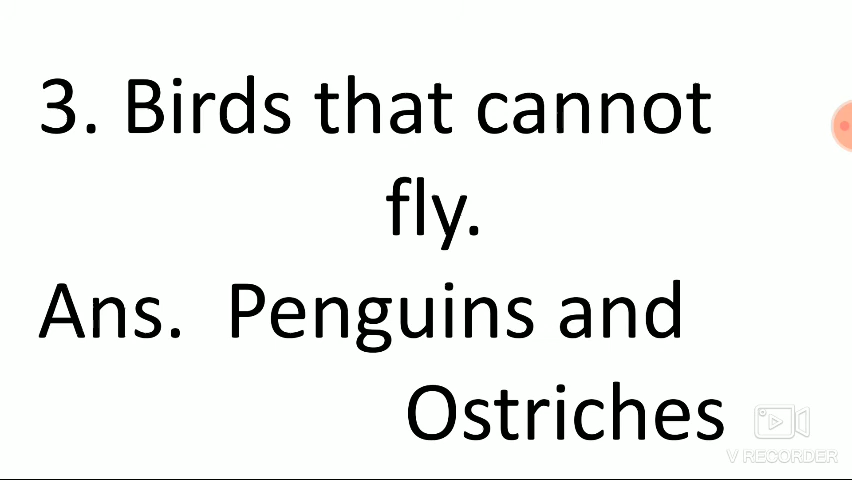 3. Birds that cannot
fly.
Ans. Penguins and
Ostriches
V RECORDER